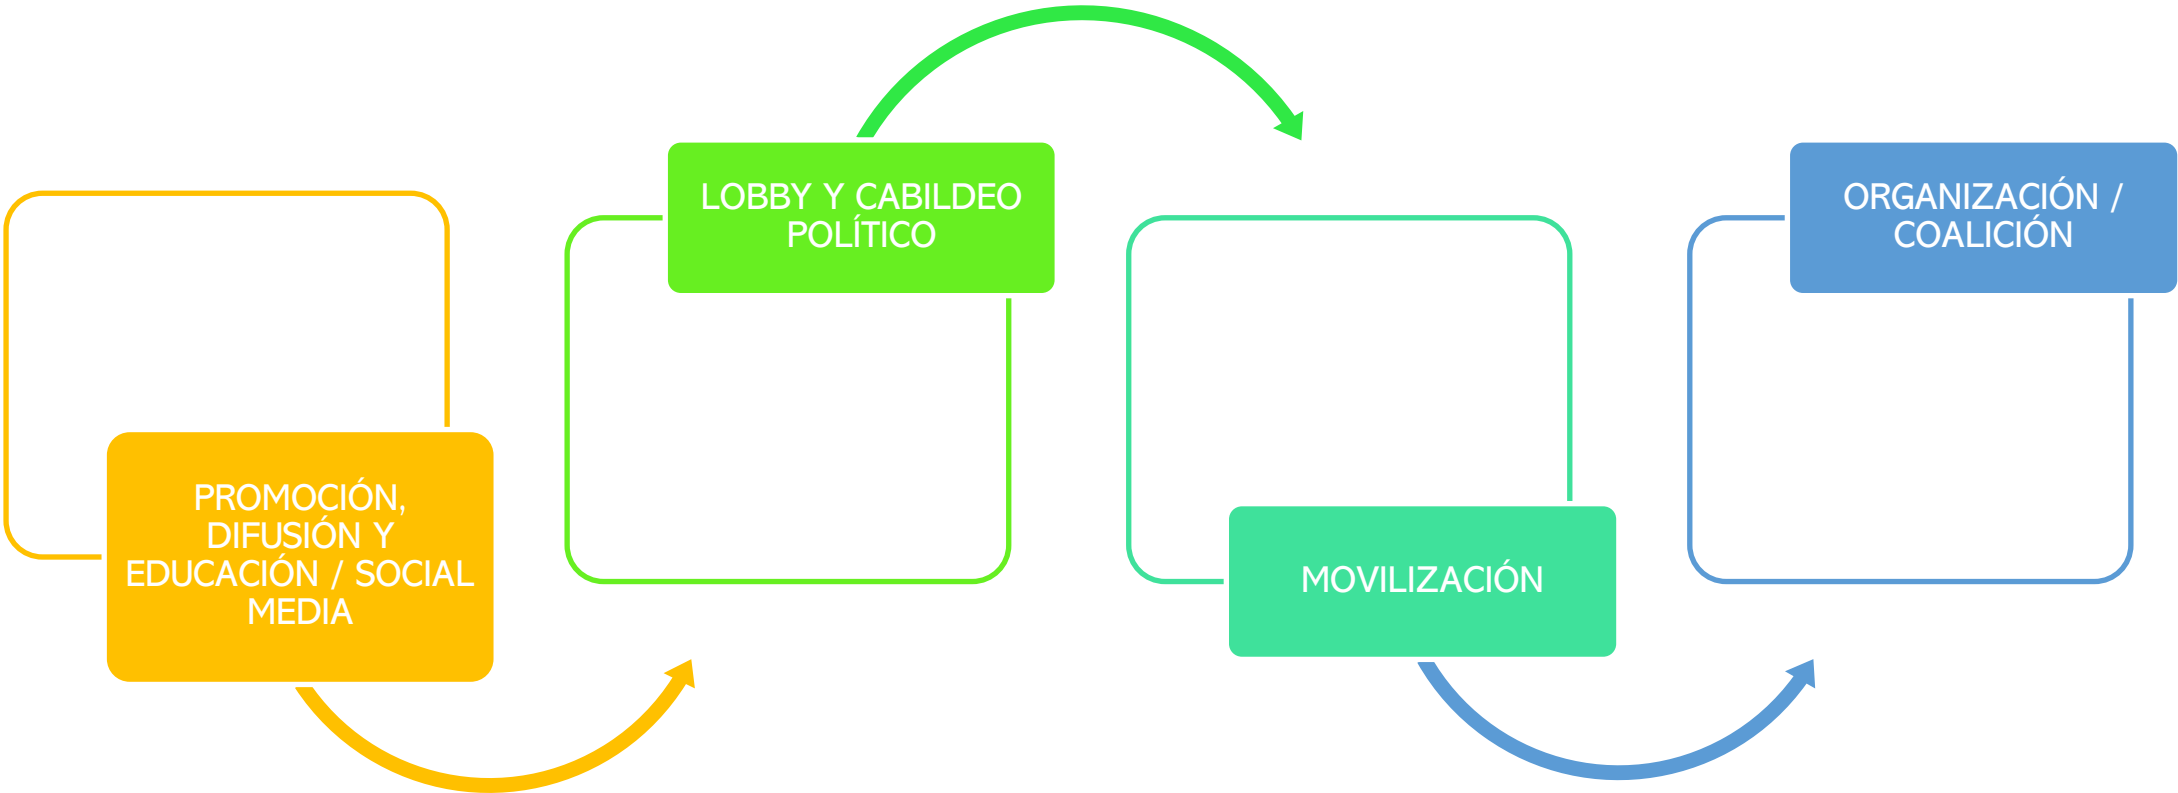 PROMOCIÓN,
DIFUSIÓN Y
EDUCACIÓN / SOCIAL
MEDIA
LOBBY Y CABILDEO
POLÍTICO
MOVILIZACIÓN
ORGANIZACIÓN /
COALICIÓN